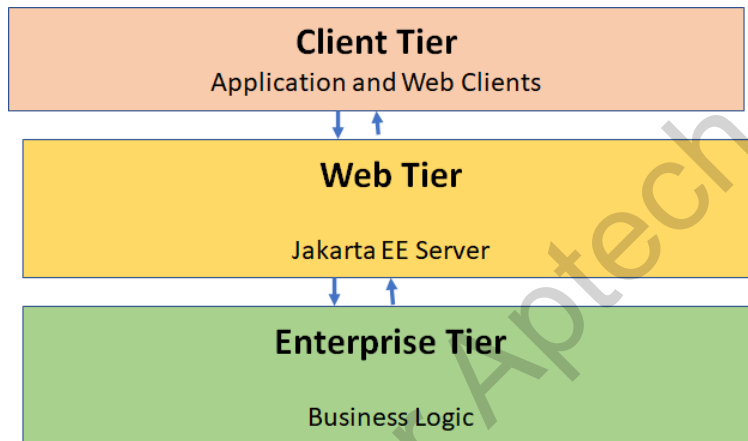 Client Tier
Application and Web Clients
Web Tier
Jakarta EE Server
Enterprise Tier
Business Logic
Aptech